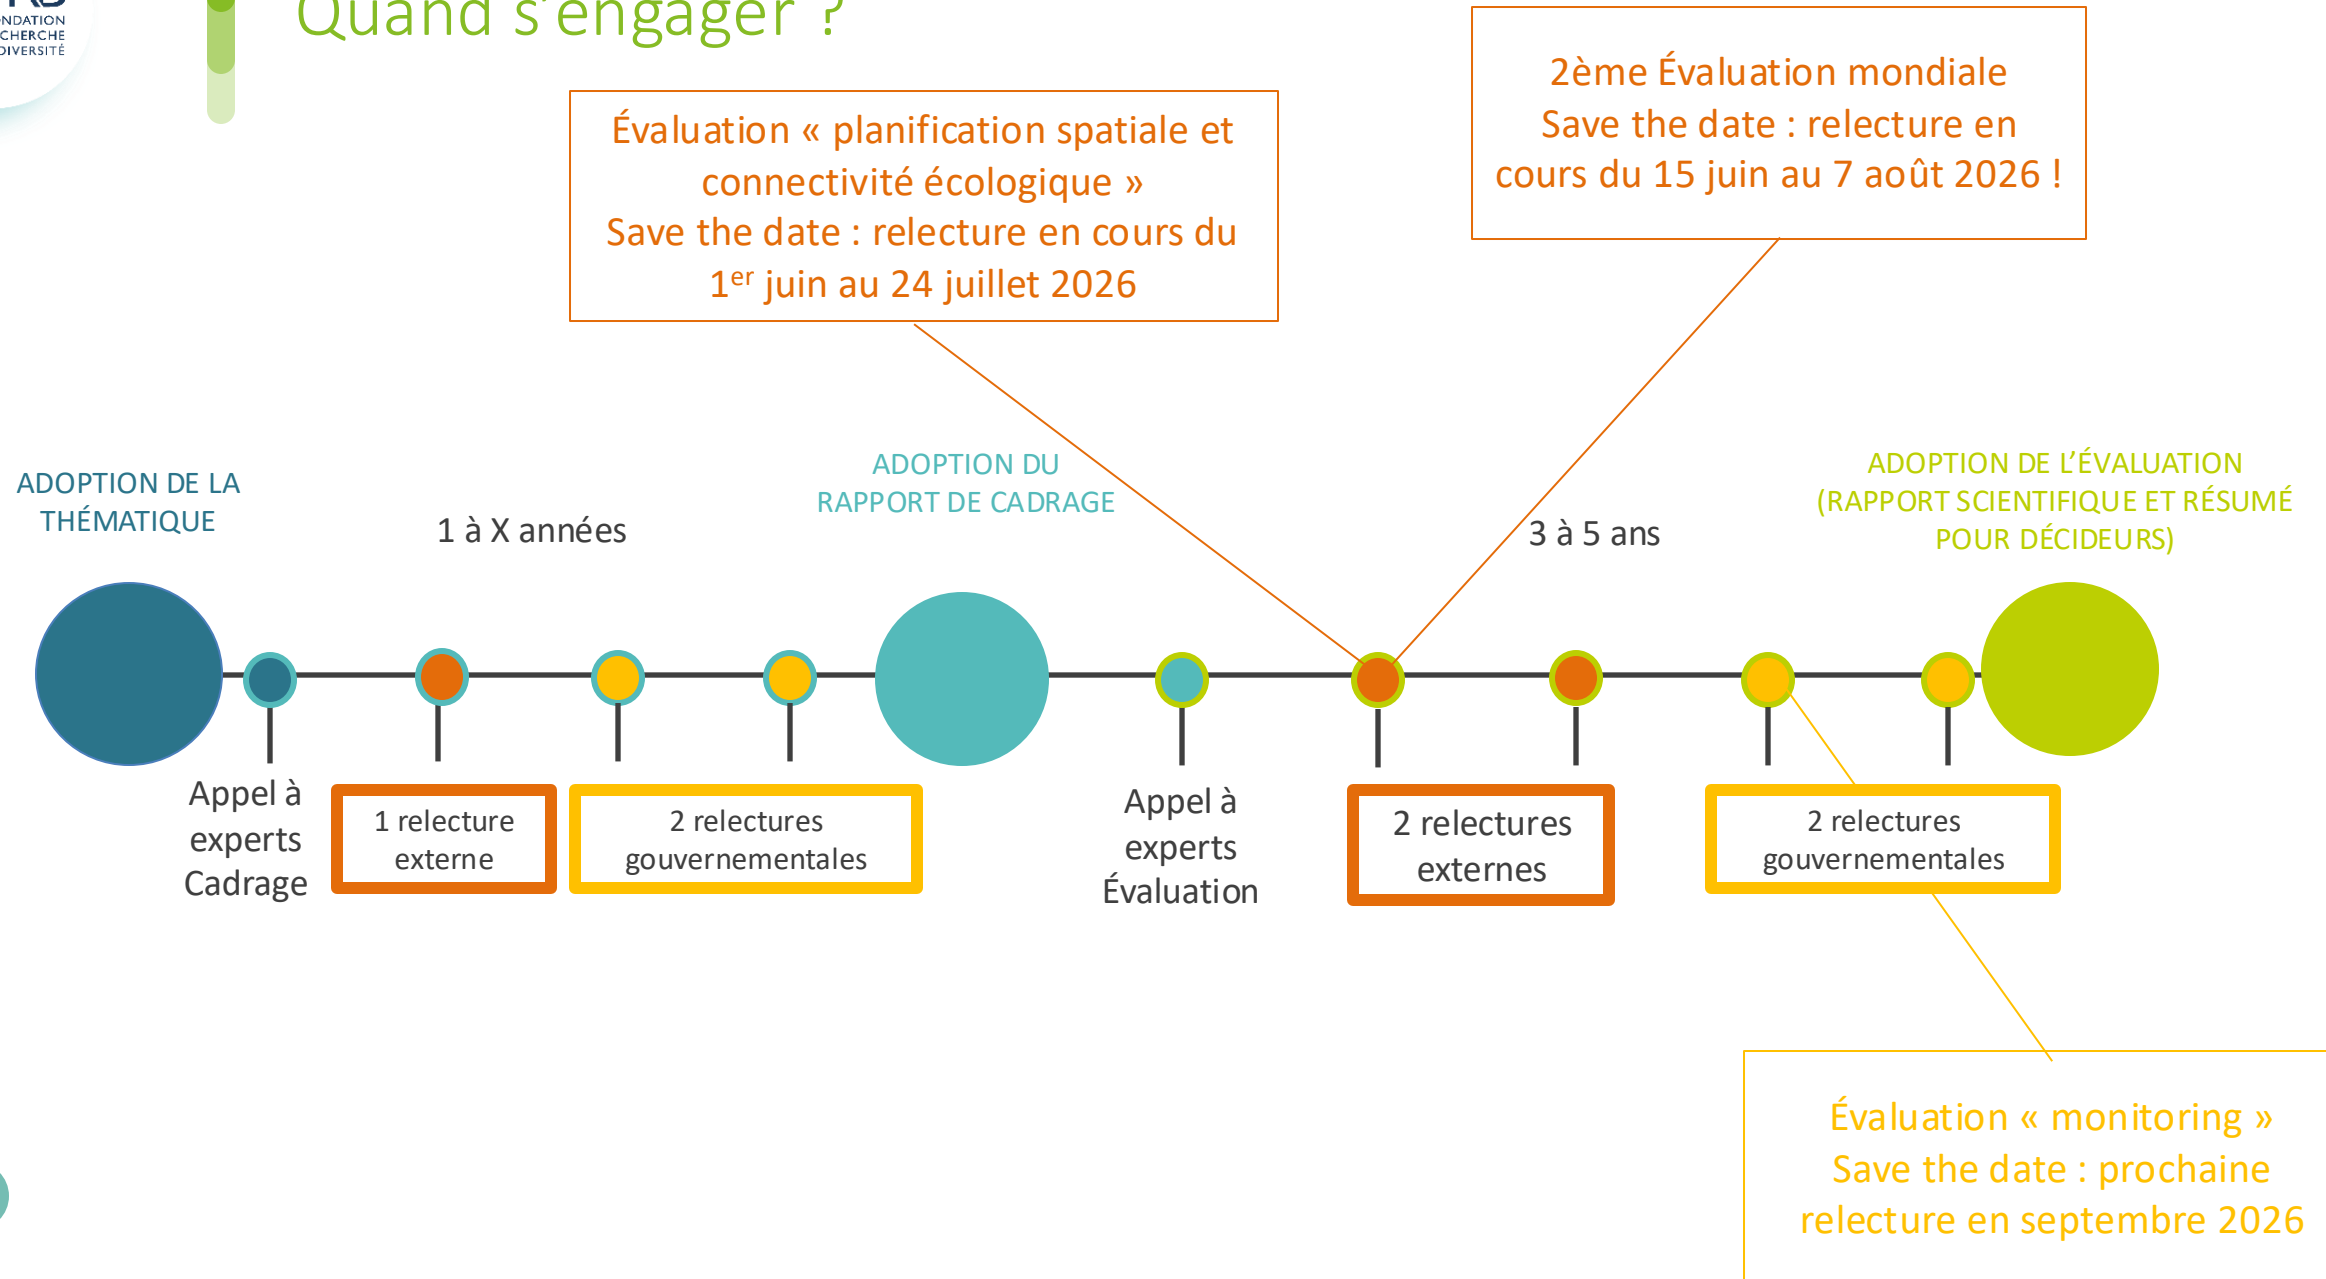 FONDATION
RECHERCHE
BIODIVERSITÉ
Quand s'engager ?
Évaluation « planification spatiale et
connectivité écologique »
Save the date : relecture en cours du
1er juin au 24 juillet 2026
2ème Évaluation mondiale
Save the date : relecture en
cours du 15 juin au 7 août 2026 !
ADOPTION DE LA
THÉMATIQUE
1 à X années
ADOPTION DU
RAPPORT DE CADRAGE
3 à 5 ans
ADOPTION DE L'ÉVALUATION
(RAPPORT SCIENTIFIQUE ET RÉSUMÉ
POUR DÉCIDEURS)
Appel à
experts
Cadrage
1 relecture
externe
2 relectures
gouvernementales
Appel à
experts
Évaluation
2 relectures
externes
2 relectures
gouvernementales
Évaluation « monitoring »
Save the date : prochaine
relecture en septembre 2026